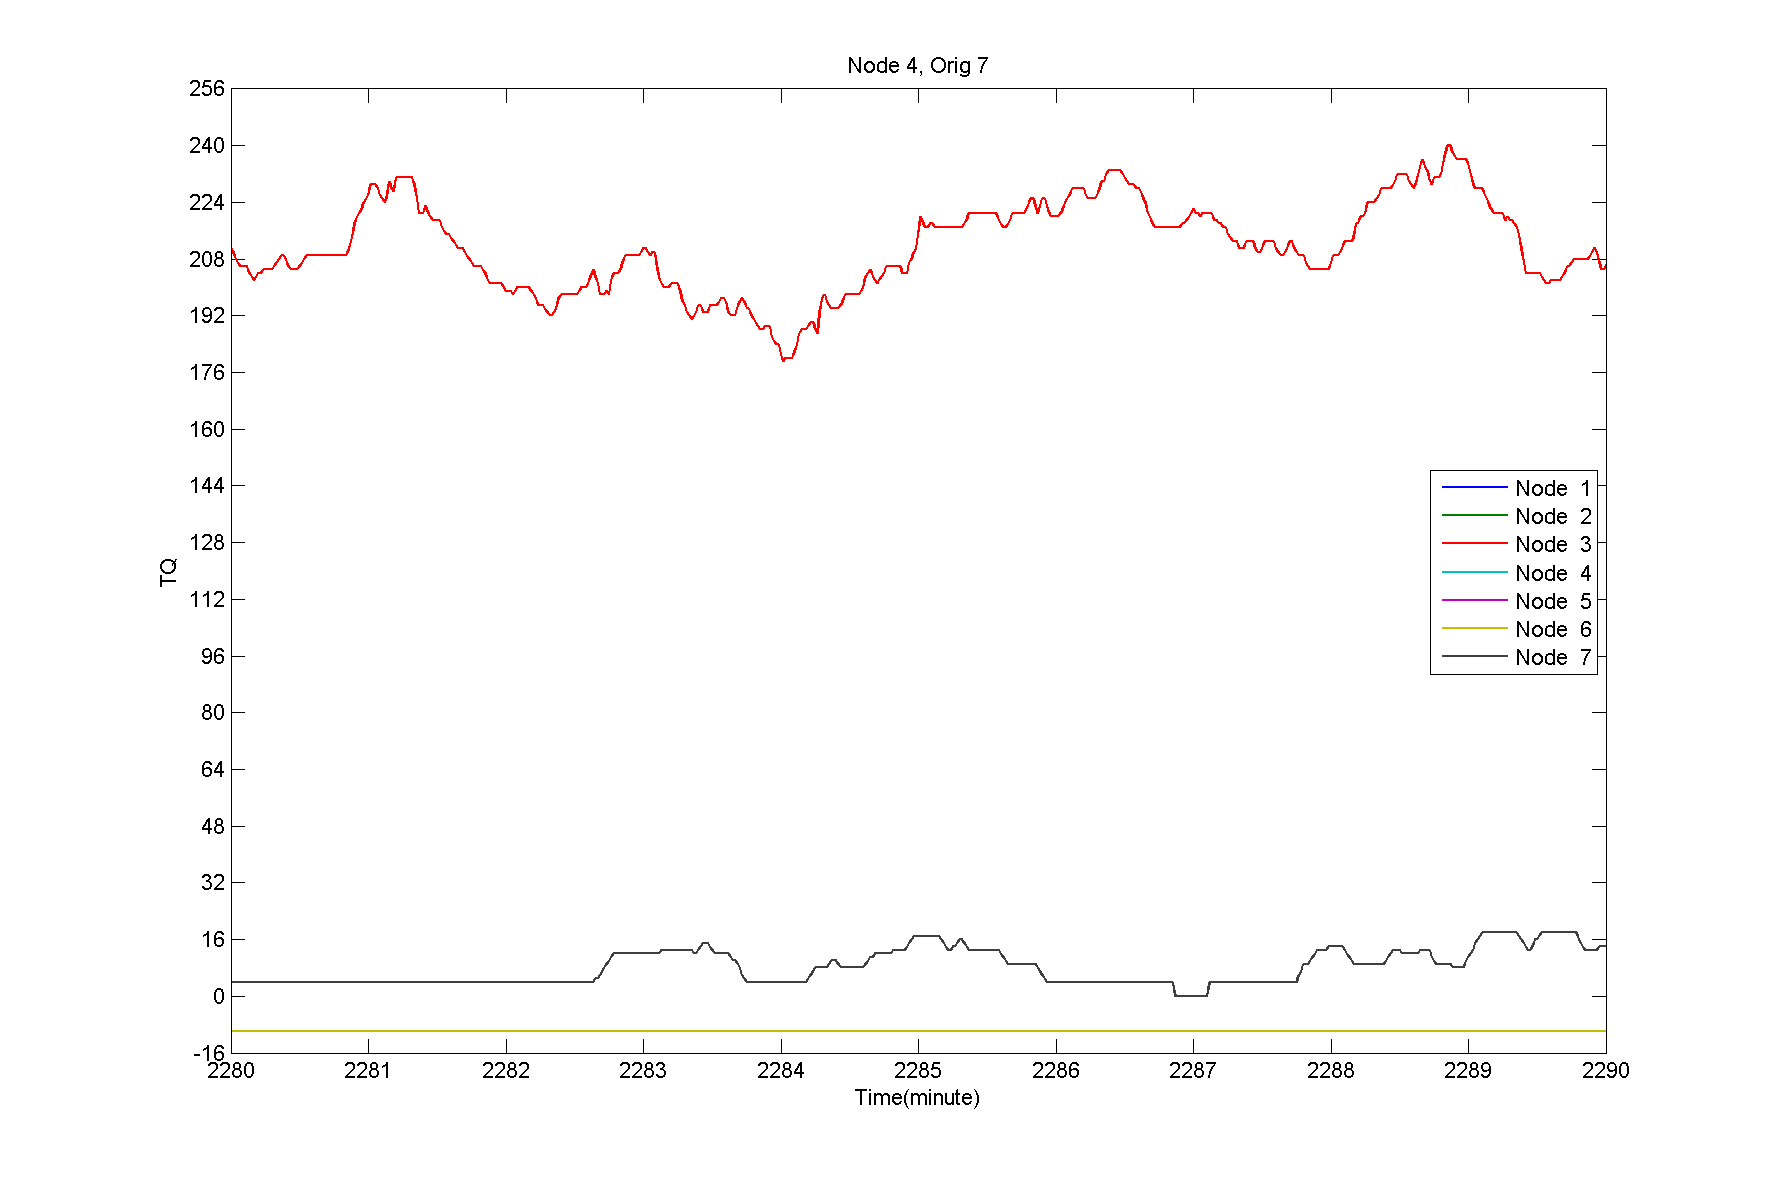 Node 4, Orig 7
256
240
224
208
192
176
160
144
128
112
96
80
64
48
32
16
0
-16
TQ
Node 1
Node 2
Node 3
Node 4
Node 5
Node 6
Node 7
2280 2281 2282 2283 2284 2285 2286 2287 2288 2289 2290
Time(minute)